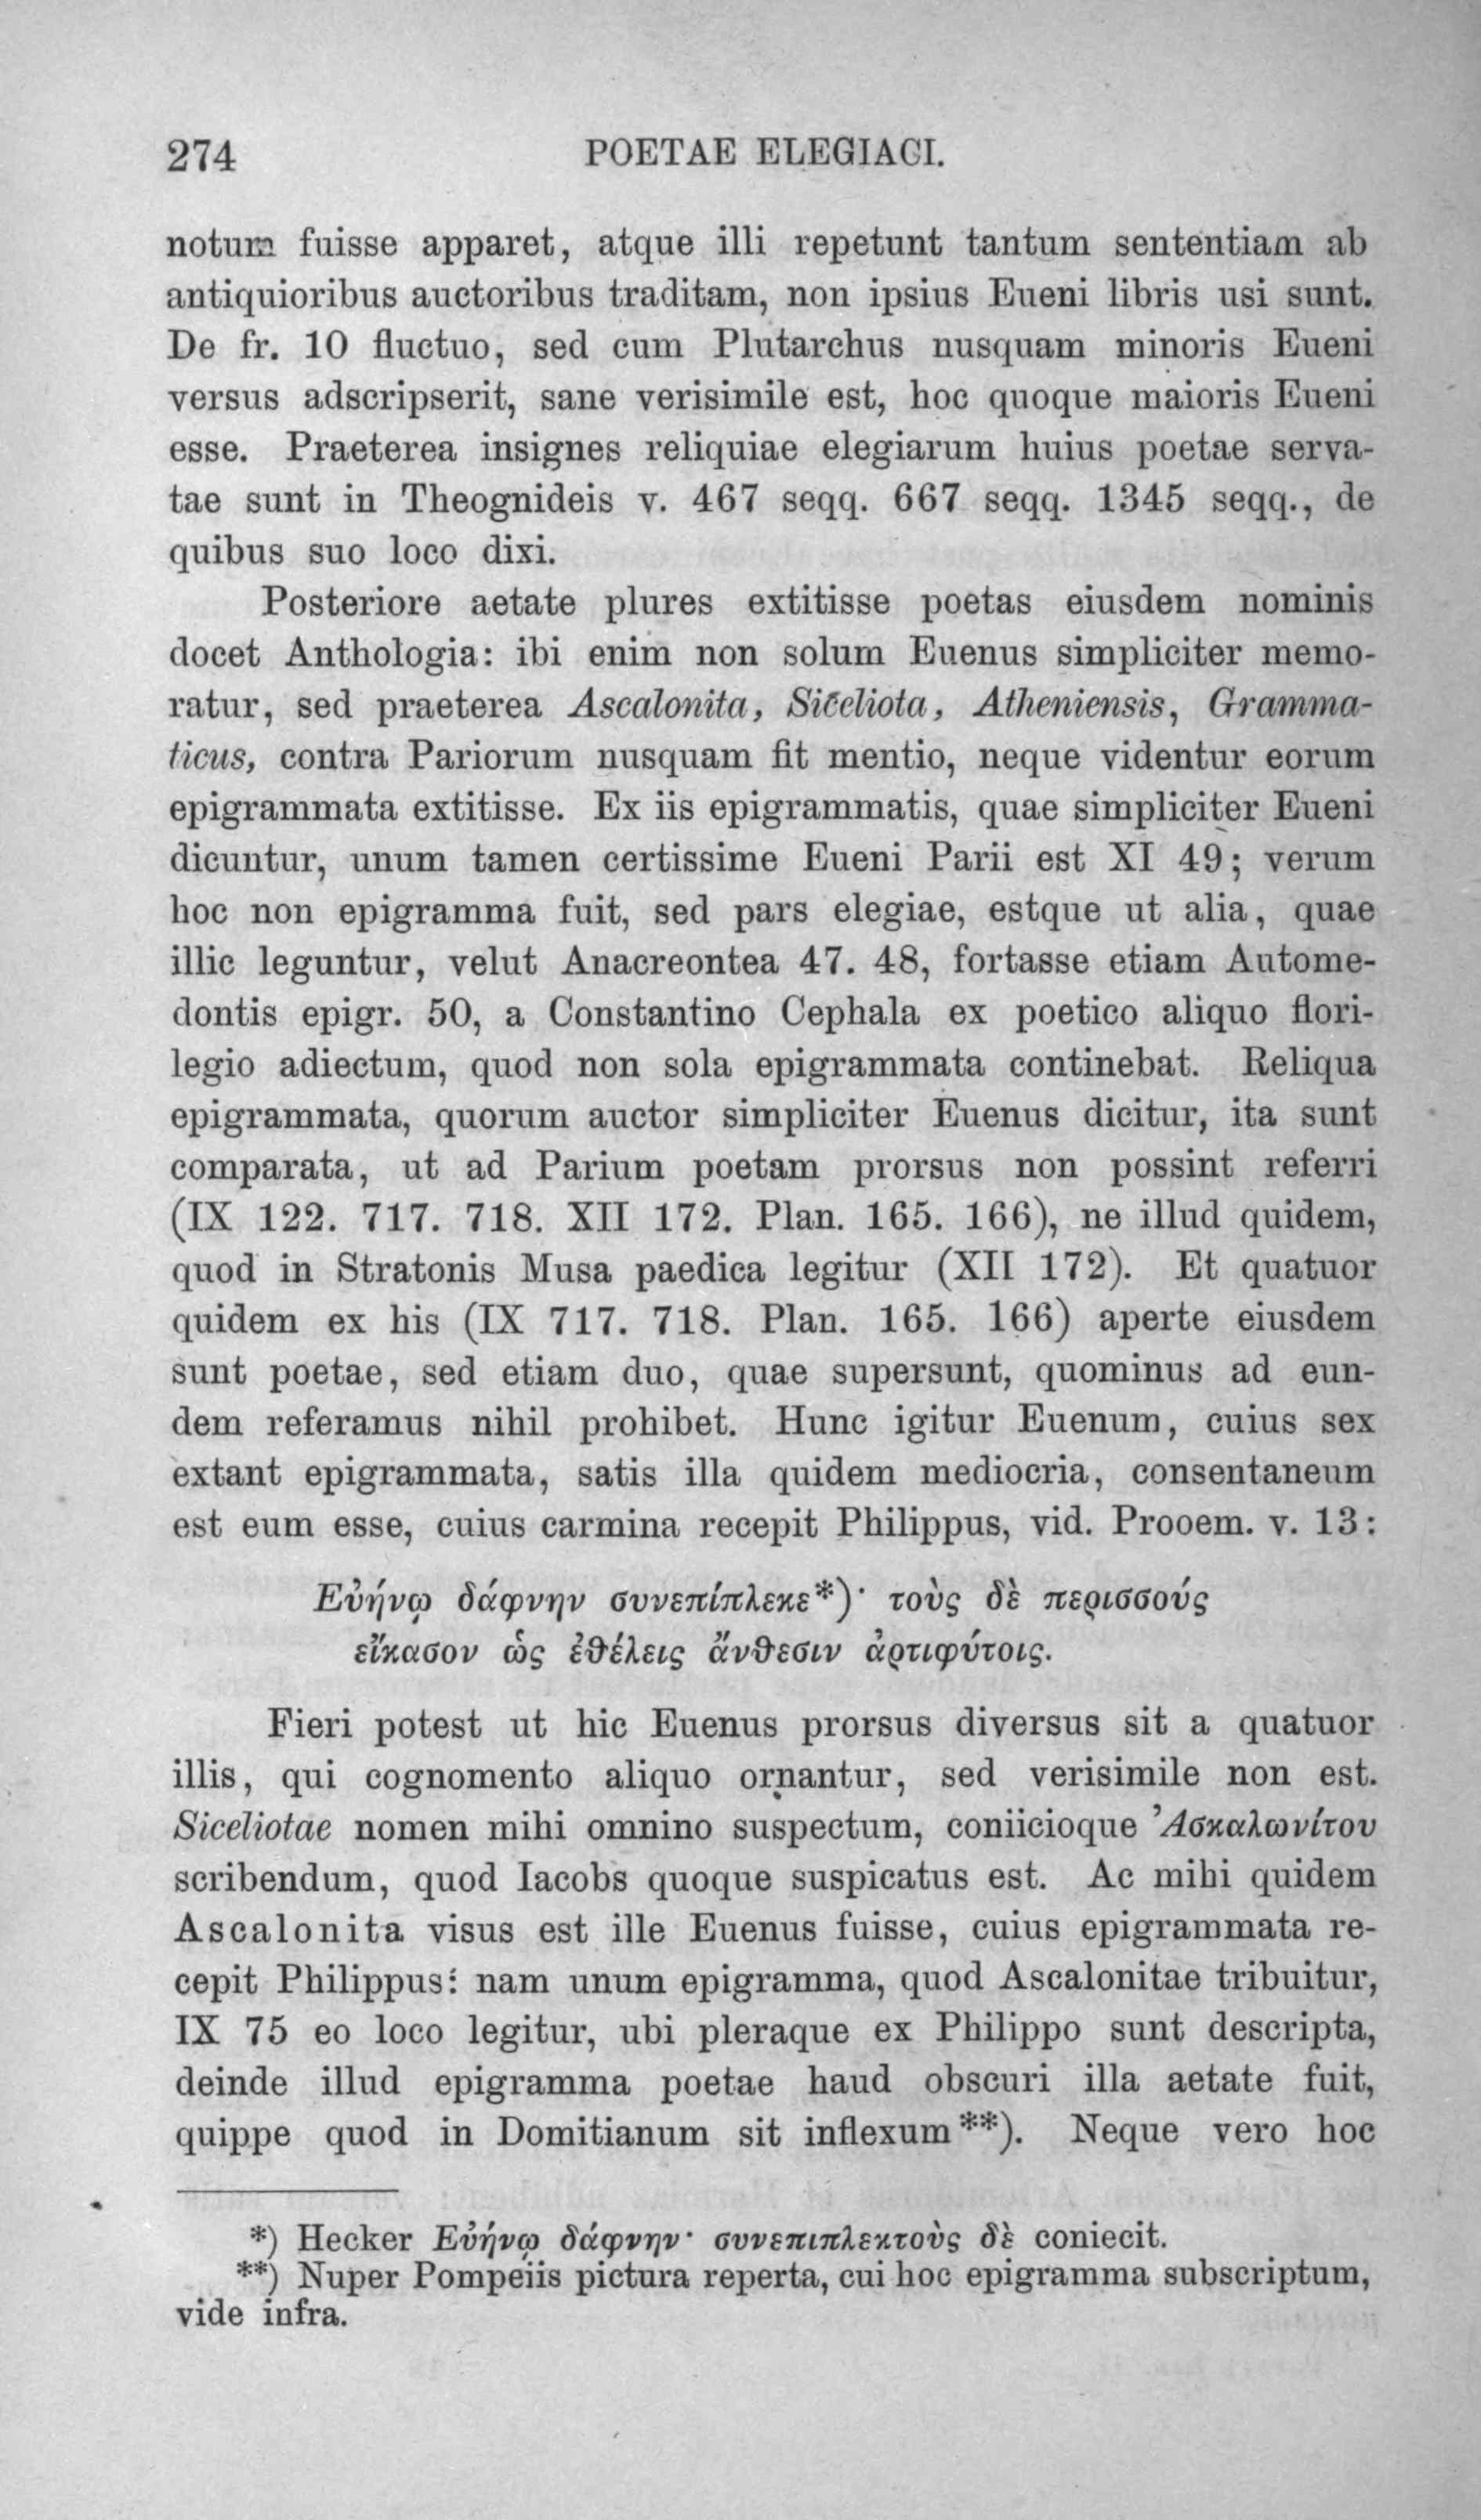 274 POETAE ELEGIACI.
notum fuisse apparet, atque illi repetunt tantum sententiam ab
antiquioribus auctoribus traditam, non ipsius Eueni libris usi sunt.
De fr. 10 fluctuo, sed cum Plutarchus nusquam minoris Eueni
versus adscripserit, sane verisimile est, hoc quoque maioris Eueni
esse. Praeterea insignes reliquiae elegiarum huius poetae serva-
tae sunt in Theognideis v. 467 seqq. 667 seqq. 1345 seqq., de
quibus suo loco dixi.
Posteriore aetate plures extitisse poetas eiusdem nominis
docet Anthologia: ibi enim non solum Euenus simpliciter memo-
ratur, sed praeterea Ascalonita, Siceliota, Atheniensis, Gramma-
ticus, contra Pariorum nusquam fit mentio, neque videntur eorum
epigrammata extitisse. Ex iis epigrammatis, quae simpliciter Eueni
dicuntur, unum tamen certissime Eueni Parii est XI 49; verum
hoc non epigramma fuit, sed pars elegiae, estque ut alia, quae
illic leguntur, velut Anacreontea 47. 48, fortasse etiam Autome-
dontis epigr. 50, a Constantino Cephala ex poetico aliquo flori-
legio adiectum, quod non sola epigrammata continebat. Reliqua
epigrammata, quorum auctor simpliciter Euenus dicitur, ita sunt
comparata, ut ad Parium poetam prorsus non possint referri
(IX 122. 717. 718. XII 172. Plan. 165. 166), ne illud quidem,
quod in Stratonis Musa paedica legitur (XII 172). Et quatuor
quidem ex his (IX 717. 718. Plan. 165. 166) aperte eiusdem
sunt poetae, sed etiam duo, quae supersunt, quominus ad eun-
dem referamus nihil prohibet. Hunc igitur Euenum, cuius sex
extant epigrammata, satis illa quidem mediocria, consentaneum
est eum esse, cuius carmina recepit Philippus, vid. Prooem. v. 13:
Εὐήνῳ δάφνην συνεπίπλεκε*)· τοὺς δὲ περισσούς
εἴκασον ὡς ἐθέλεις ἄνθεσιν ἀρτιφύτοις.
Fieri potest ut hic Euenus prorsus diversus sit a quatuor
illis, qui cognomento aliquo ornantur, sed verisimile non est.
Siceliotae nomen mihi omnino suspectum, coniicioque Ἀσκαλωνίτου
scribendum, quod Iacobs quoque suspicatus est. Ac mihi quidem
Ascalonita visus est ille Euenus fuisse, cuius epigrammata re-
cepit Philippus: nam unum epigramma, quod Ascalonitae tribuitur,
IX 75 eo loco legitur, ubi pleraque ex Philippo sunt descripta,
deinde illud epigramma poetae haud obscuri illa aetate fuit,
quippe quod in Domitianum sit inflexum**). Neque vero hoc
*) Hecker Εὐήνῳ δάφνην· συνεπιπλεκτοὺς δὲ coniecit.
**) Nuper Pompeiis pictura reperta, cui hoc epigramma subscriptum,
vide infra.